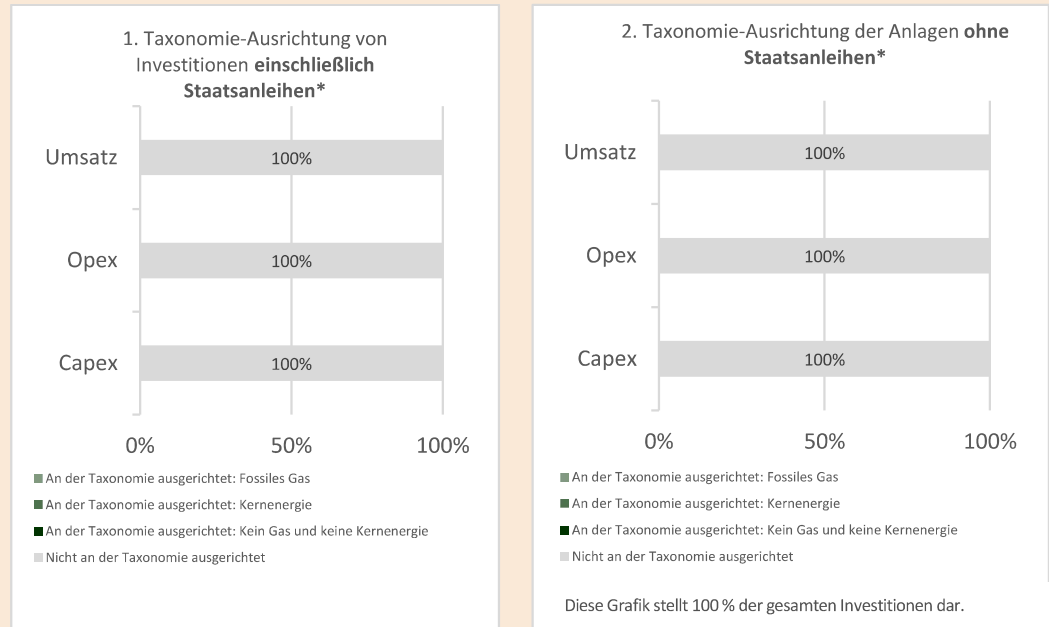 1. Taxonomie-Ausrichtung von
Investitionen einschließlich
Staatsanleihen*
Umsatz
100%
Opex
100%
Capex
100%
0%
50%
100%
An der Taxonomie ausgerichtet: Fossiles Gas
An der Taxonomie ausgerichtet: Kernenergie
An der Taxonomie ausgerichtet: Kein Gas und keine Kernenergie
Nicht an der Taxonomie ausgerichtet
2. Taxonomie-Ausrichtung der Anlagen ohne
Staatsanleihen*
Umsatz
100%
Opex
100%
Capex
100%
0%
50%
100%
An der Taxonomie ausgerichtet: Fossiles Gas
An der Taxonomie ausgerichtet: Kernenergie
An der Taxonomie ausgerichtet: Kein Gas und keine Kernenergie
Nicht an der Taxonomie ausgerichtet
Diese Grafik stellt 100 % der gesamten Investitionen dar.